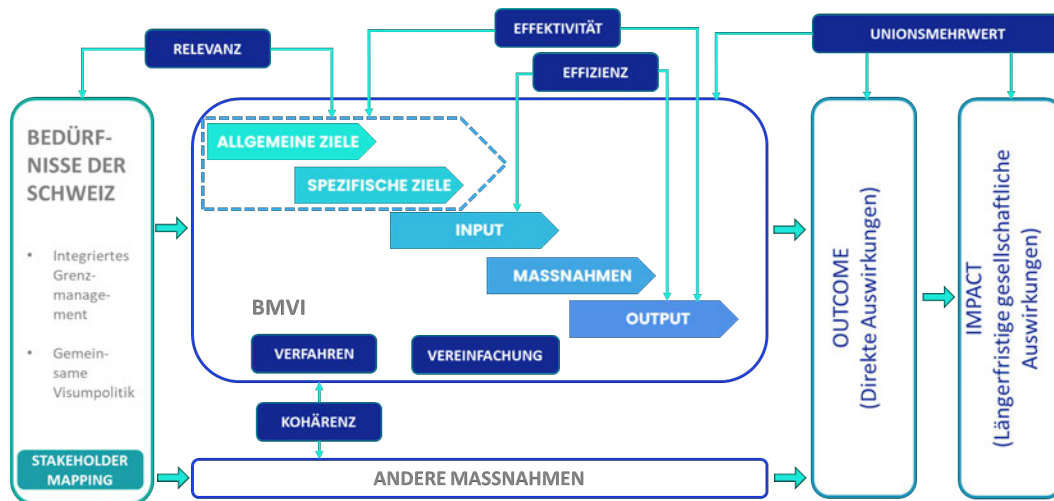 RELEVANZ
EFFEKTIVITÄT
EFFIZIENZ
UNIONSMEHRWERT
BEDÜRF-
NISSE DER
SCHWEIZ
• Integriertes
Grenz-
manage-
ment
• Gemein-
same
Visumpolitik
STAKEHOLDER
MAPPING
ALLGEMEINE ZIELE
SPEZIFISCHE ZIELE
INPUT
MASSNAHMEN
OUTPUT
BMVI
VERFAHREN
VEREINFACHUNG
KOHÄRENZ
ANDERE MASSNAHMEN
OUTCOME
(Direkte Auswirkungen)
IMPACT
(Längerfristige gesellschaftliche
Auswirkungen)